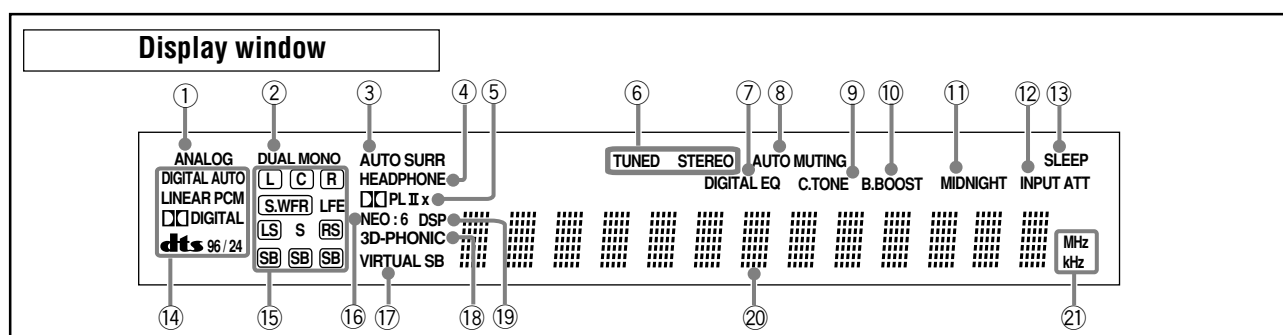 Display window
① ② ③ ④ ⑤ ⑥ ⑦ ⑧ ⑨ ⑩ ⑪ ⑫ ⑬
ANALOG DUAL MONO AUTO SURR TUNED STEREO AUTO MUTING SLEEP
DIGITAL AUTO L C R HEADPHONE DIGITAL EQ C.TONE B.BOOST MIDNIGHT INPUT ATT
LINEAR PCM S.WFR LFE PL II x
DIGITAL NEO : 6 DSP
dts 96 / 24 LS S RS 3D-PHONIC MHz
SB SB SB VIRTUAL SB kHz
⑭ ⑮ ⑯ ⑰ ⑱ ⑲ ⑳ ㉑